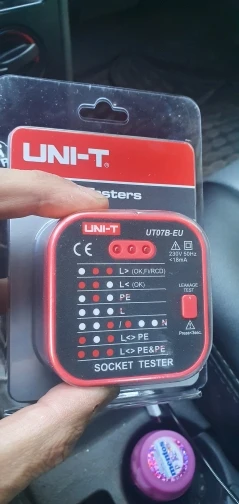 UNI-T
Testers
UNI-T
UT07B-EU
CE
230V 50Hz
<18mA
L> (OK,F/RCD)
L< (OK)
LEAKAGE
TEST
PE
L
/ N
L<> PE
L<> PE&PE
SOCKET TESTER
mentos